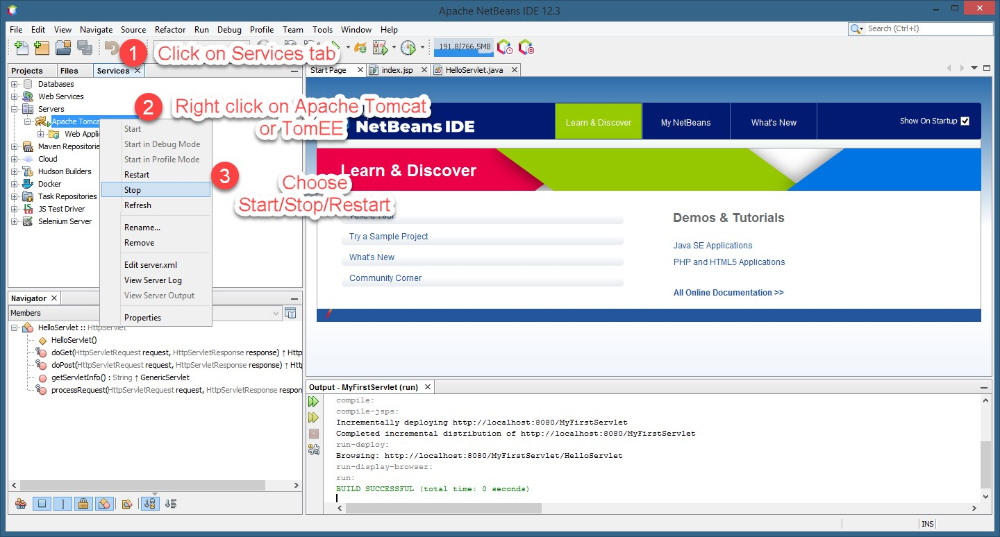 Apache NetBeans IDE 12.3
File Edit View Navigate Source Refactor Run Debug Profile Team Tools Window Help
Search (Ctrl+I)
191.8/766.5MB
1 Click on Services tab
Projects Files Services
Start Page index.jsp HelloServlet.java
Databases
Web Services
Servers
Apache Tomca
Web Applic
Maven Repositorie
Cloud
Hudson Builders
Docker
Task Repositories
JS Test Driver
Selenium Server
2 Right click on Apache Tomcat
or TomEE
3 Choose
Start/Stop/Restart
Start
Start in Debug Mode
Start in Profile Mode
Restart
Stop
Refresh
Rename...
Remove
Edit server.xml
View Server Log
View Server Output
Properties
NetBeans IDE
Learn & Discover My NetBeans What's New Show On Startup
Learn & Discover
Take a Tour
Try a Sample Project
What's New
Community Corner
Demos & Tutorials
Java SE Applications
PHP and HTML5 Applications
All Online Documentation >>
Navigator
Members
HelloServlet :: HttpServlet
HelloServlet()
doGet(HttpServletRequest request, HttpServletResponse response) ↑ Http
doPost(HttpServletRequest request, HttpServletResponse response) ↑ Http
getServletInfo() : String ↑ GenericServlet
processRequest(HttpServletRequest request, HttpServletResponse respon
Output - MyFirstServlet (run)
compile:
compile-jsps:
Incrementally deploying http://localhost:8080/MyFirstServlet
Completed incremental distribution of http://localhost:8080/MyFirstServlet
run-deploy:
Browsing: http://localhost:8080/MyFirstServlet/HelloServlet
run-display-browser:
run:
BUILD SUCCESSFUL (total time: 0 seconds)
INS